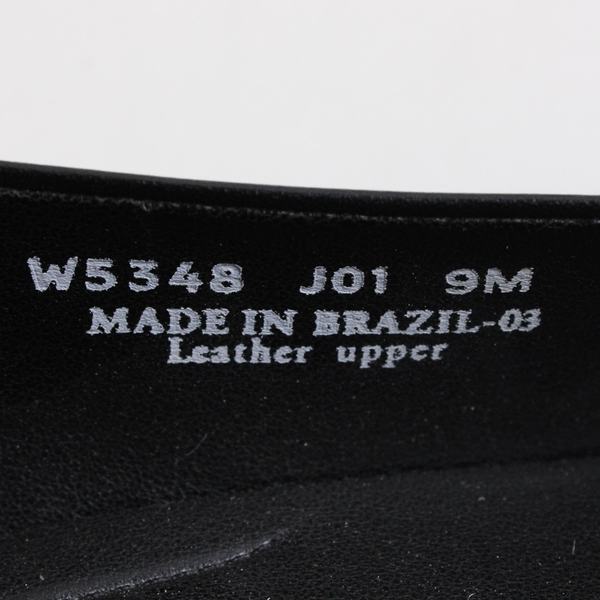 W5348 J01 9M
MADE IN BRAZIL-03
Leather upper